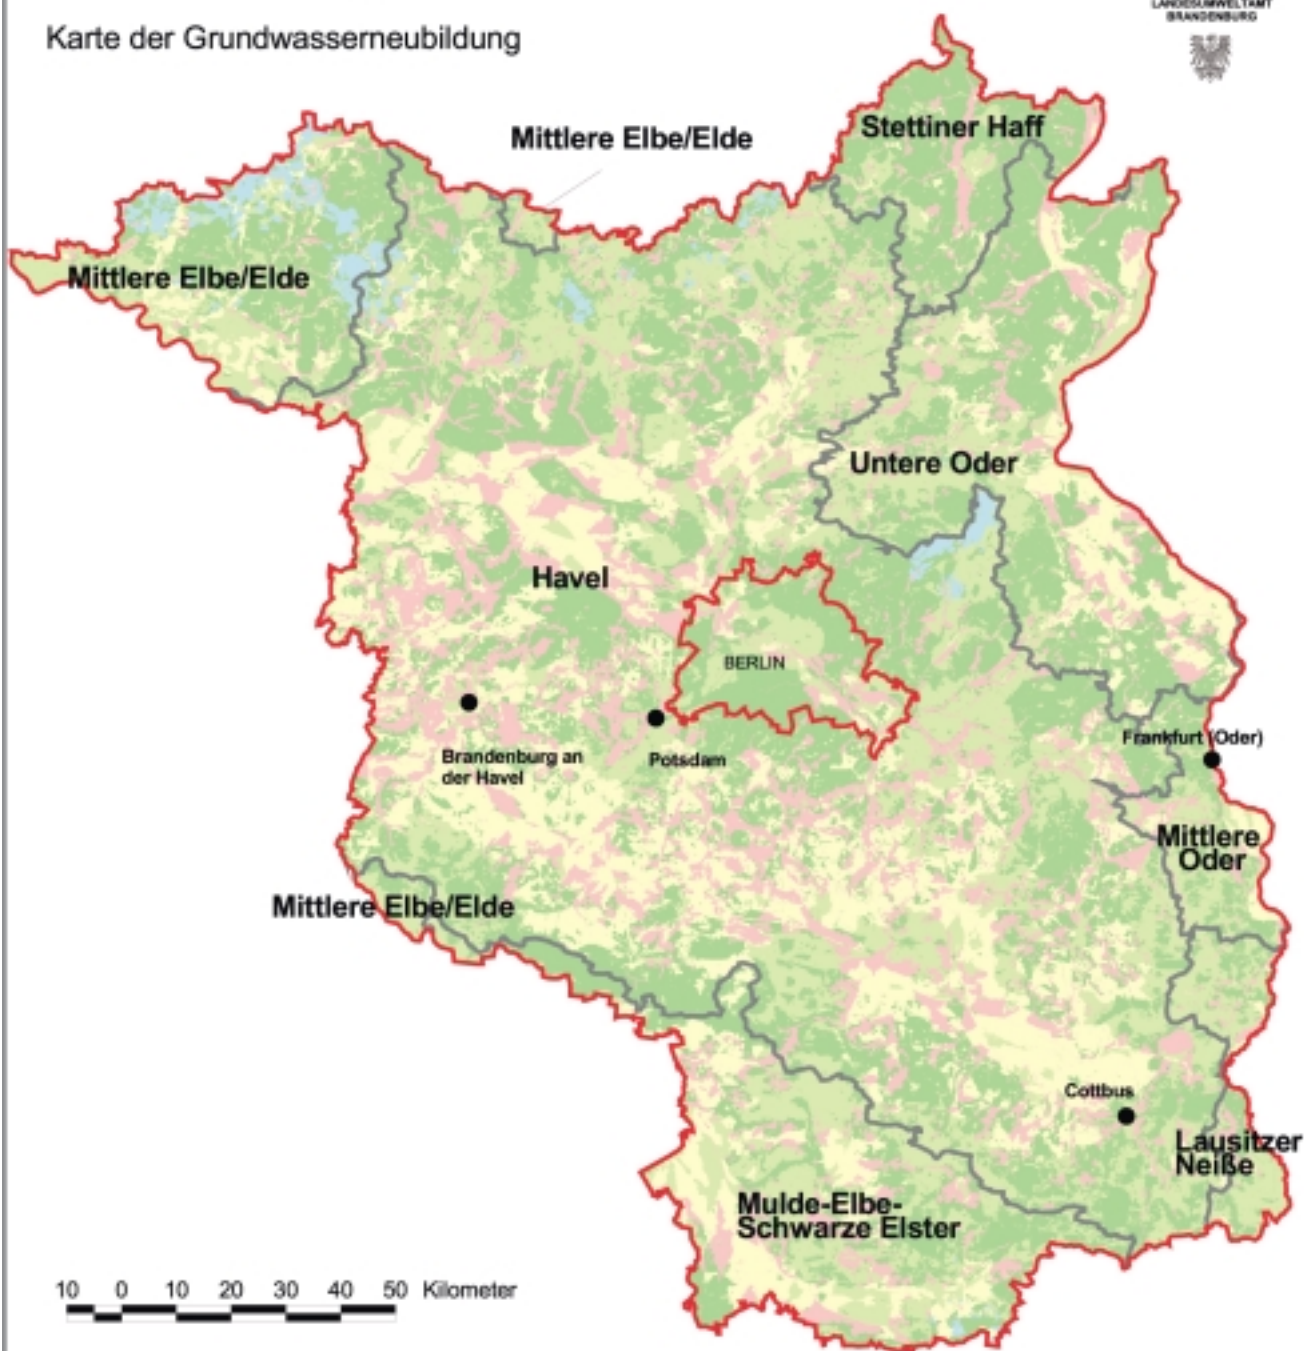 LANDESUMWELTAMT
BRANDENBURG
Karte der Grundwasserneubildung
Stettiner Haff
Mittlere Elbe/Elde
Mittlere Elbe/Elde
Untere Oder
Havel
BERLIN
Brandenburg an
der Havel
Potsdam
Frankfurt (Oder)
Mittlere
Oder
Mittlere Elbe/Elde
Cottbus
Lausitzer
Neiße
Mulde-Elbe-
Schwarze Elster
10 0 10 20 30 40 50 Kilometer